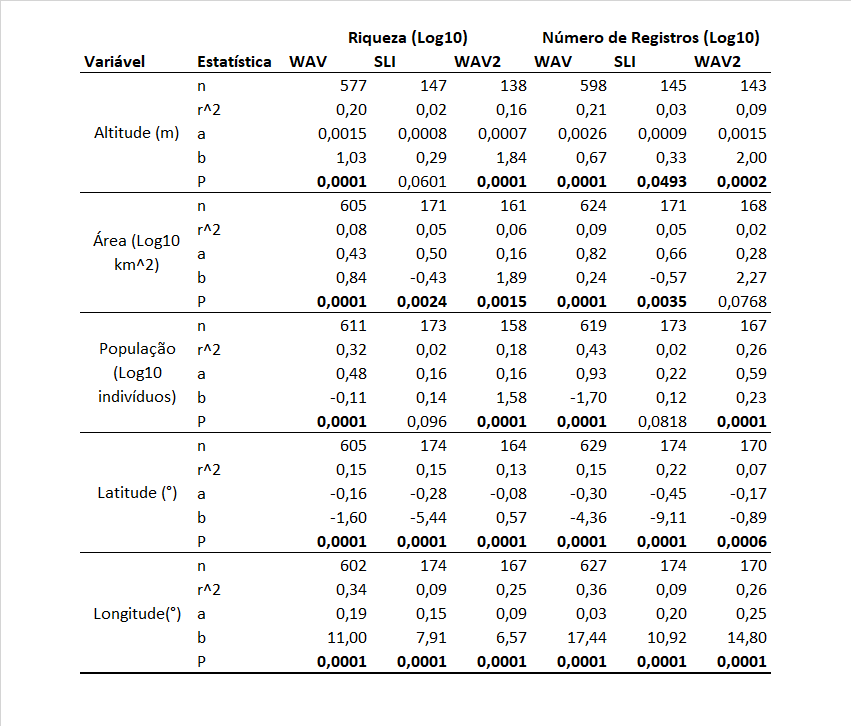 Riqueza (Log10) Número de Registros (Log10)
Variável Estatística WAV SLI WAV2 WAV SLI WAV2
n 577 147 138 598 145 143
r^2 0,20 0,02 0,16 0,21 0,03 0,09
Altitude (m) a 0,0015 0,0008 0,0007 0,0026 0,0009 0,0015
b 1,03 0,29 1,84 0,67 0,33 2,00
P 0,0001 0,0601 0,0001 0,0001 0,0493 0,0002
n 605 171 161 624 171 168
r^2 0,08 0,05 0,06 0,09 0,05 0,02
Área (Log10
km^2)
a 0,43 0,50 0,16 0,82 0,66 0,28
b 0,84 -0,43 1,89 0,24 -0,57 2,27
P 0,0001 0,0024 0,0015 0,0001 0,0035 0,0768
n 611 173 158 619 173 167
População
(Log10
indivíduos)
r^2 0,32 0,02 0,18 0,43 0,02 0,26
a 0,48 0,16 0,16 0,93 0,22 0,59
b -0,11 0,14 1,58 -1,70 0,12 0,23
P 0,0001 0,096 0,0001 0,0001 0,0818 0,0001
n 605 174 164 629 174 170
r^2 0,15 0,15 0,13 0,15 0,22 0,07
Latitude (°) a -0,16 -0,28 -0,08 -0,30 -0,45 -0,17
b -1,60 -5,44 0,57 -4,36 -9,11 -0,89
P 0,0001 0,0001 0,0001 0,0001 0,0001 0,0006
n 602 174 167 627 174 170
r^2 0,34 0,09 0,25 0,36 0,09 0,26
Longitude(°) a 0,19 0,15 0,09 0,03 0,20 0,25
b 11,00 7,91 6,57 17,44 10,92 14,80
P 0,0001 0,0001 0,0001 0,0001 0,0001 0,0001